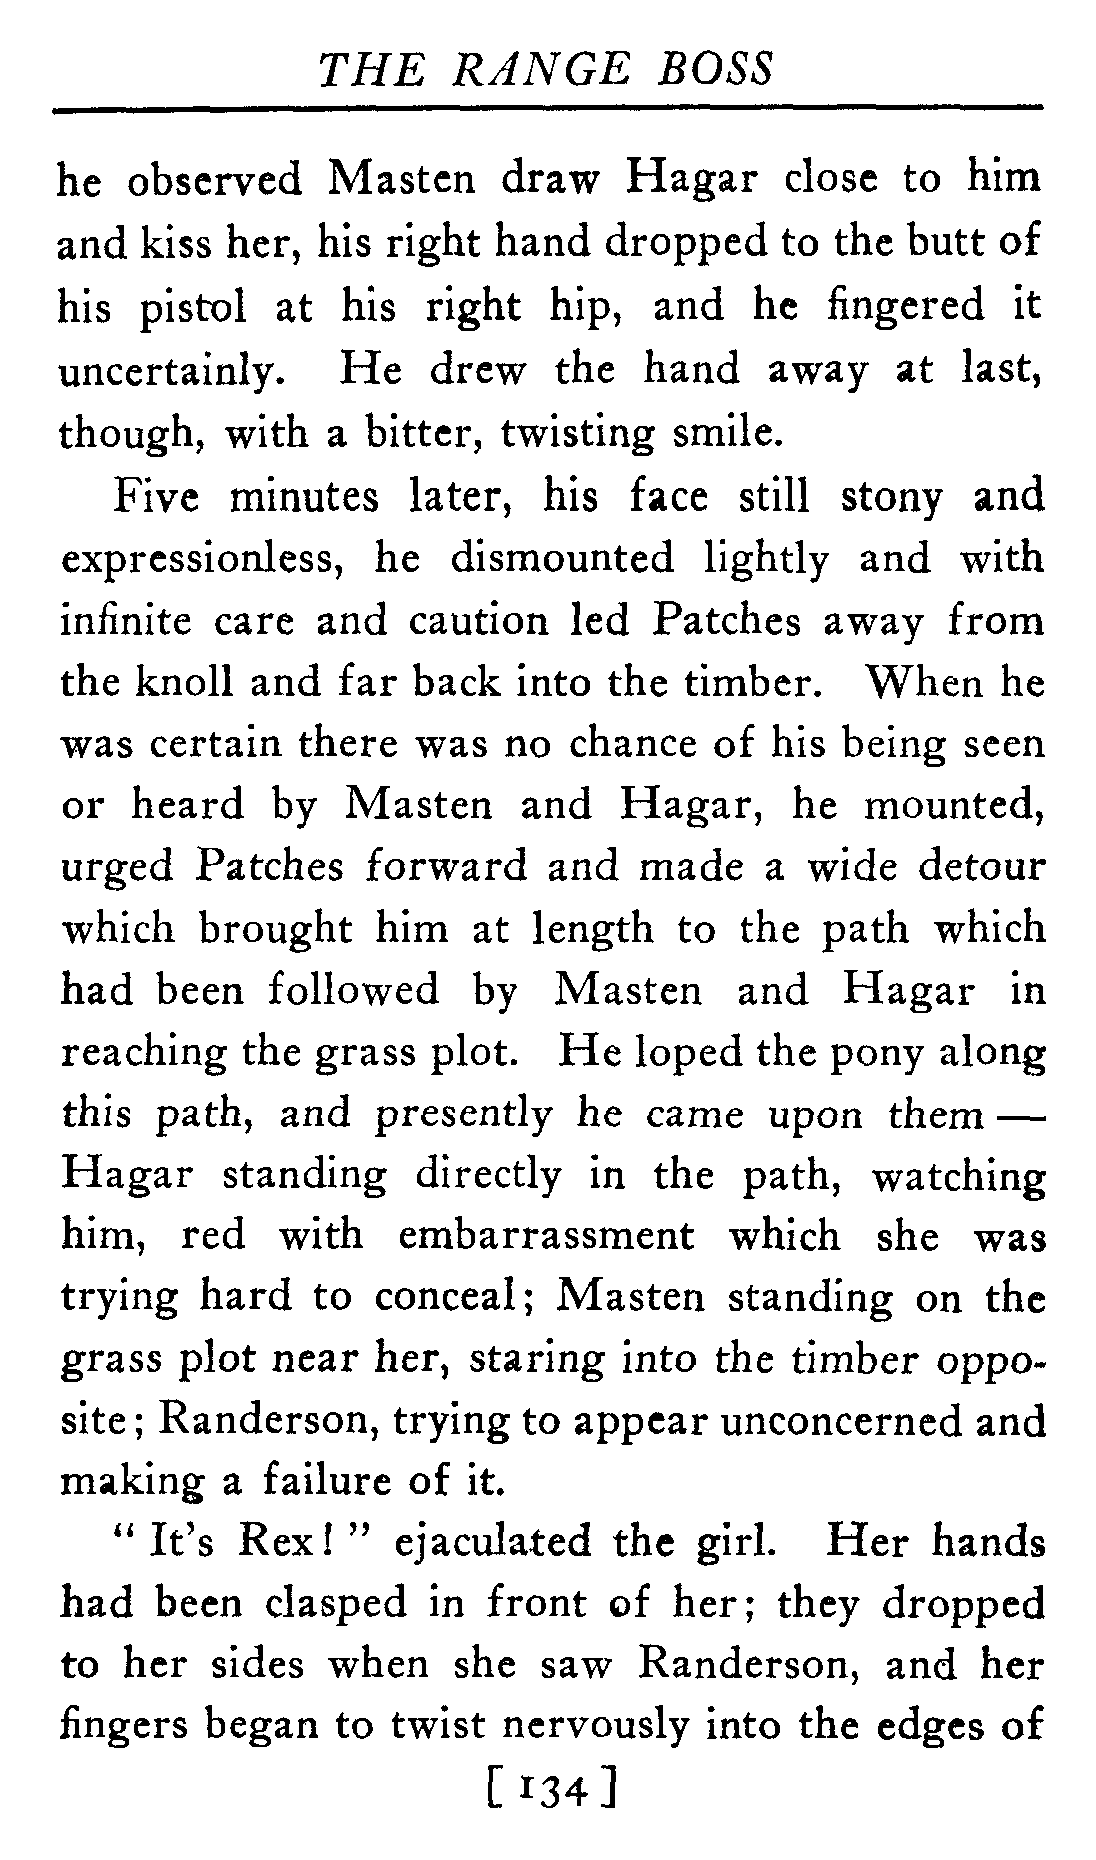 THE RANGE BOSS
he observed Masten draw Hagar close to him
and kiss her, his right hand dropped to the butt of
his pistol at his right hip, and he fingered it
uncertainly. He drew the hand away at last,
though, with a bitter, twisting smile.
Five minutes later, his face still stony and
expressionless, he dismounted lightly and with
infinite care and caution led Patches away from
the knoll and far back into the timber. When he
was certain there was no chance of his being seen
or heard by Masten and Hagar, he mounted,
urged Patches forward and made a wide detour
which brought him at length to the path which
had been followed by Masten and Hagar in
reaching the grass plot. He loped the pony along
this path, and presently he came upon them —
Hagar standing directly in the path, watching
him, red with embarrassment which she was
trying hard to conceal; Masten standing on the
grass plot near her, staring into the timber oppo-
site; Randerson, trying to appear unconcerned and
making a failure of it.
" It's Rex! " ejaculated the girl. Her hands
had been clasped in front of her; they dropped
to her sides when she saw Randerson, and her
fingers began to twist nervously into the edges of
[ 134 ]